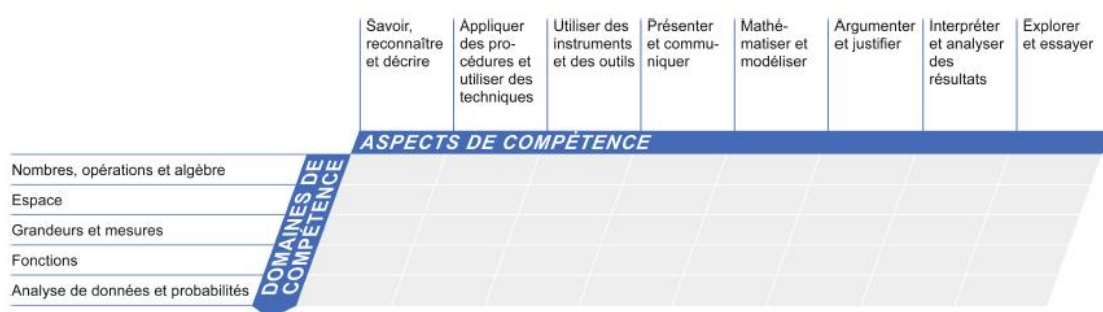 Savoir,
reconnaître
et décrire
Appliquer
des pro-
cédures et
utiliser des
techniques
Utiliser des
instruments
et des outils
Présenter
et commu-
niquer
Mathé-
matiser et
modéliser
Argumenter
et justifier
Interpréter
et analyser
des
résultats
Explorer
et essayer
ASPECTS DE COMPÉTENCE
DOMAINES DE
COMPÉTENCE
Nombres, opérations et algèbre
Espace
Grandeurs et mesures
Fonctions
Analyse de données et probabilités